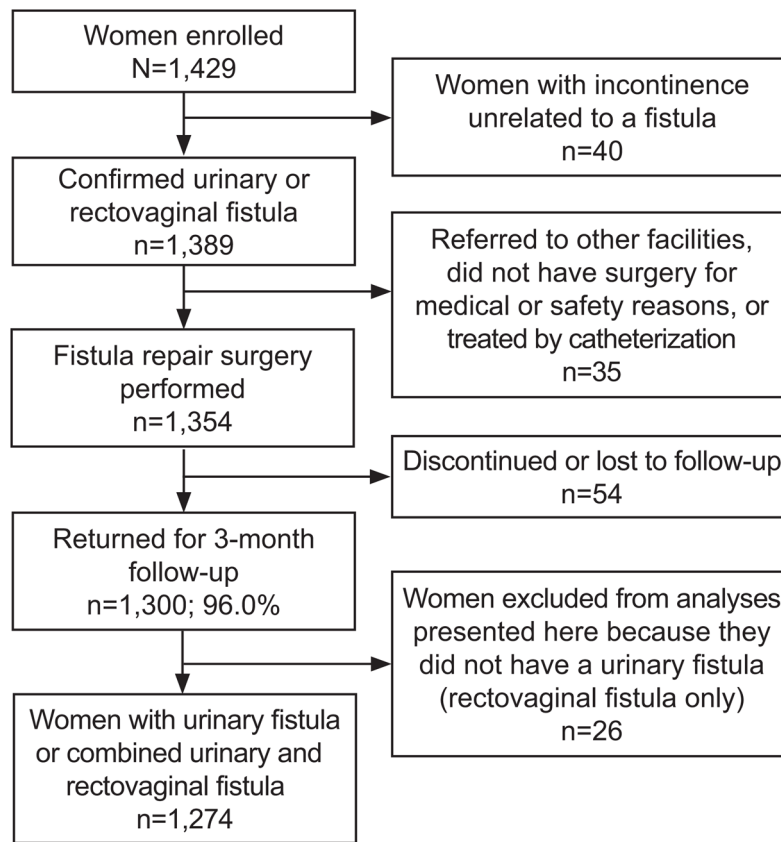 Women enrolled
N=1,429
Women with incontinence
unrelated to a fistula
n=40
Confirmed urinary or
rectovaginal fistula
n=1,389
Referred to other facilities,
did not have surgery for
medical or safety reasons, or
treated by catheterization
n=35
Fistula repair surgery
performed
n=1,354
Discontinued or lost to follow-up
n=54
Returned for 3-month
follow-up
n=1,300; 96.0%
Women excluded from analyses
presented here because they
did not have a urinary fistula
(rectovaginal fistula only)
n=26
Women with urinary fistula
or combined urinary and
rectovaginal fistula
n=1,274